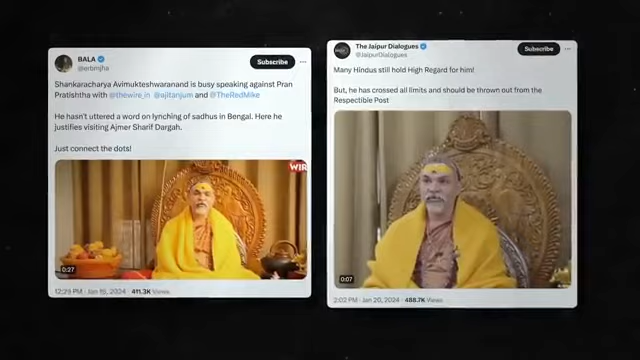 BALA
@erbmjha
Subscribe
Shankaracharya Avimukteshwaranand is busy speaking against Pran
Pratishtha with @thewire_in @ajitanjum and @TheRedMike
He hasn't uttered a word on lynching of sadhus in Bengal. Here he
justifies visiting Ajmer Sharif Dargah.
Just connect the dots!
WIR
0:27
12:29 PM · Jan 19, 2024 · 411.3K Views
The Jaipur Dialogues
@JaipurDialogues
Subscribe
Many Hindus still hold High Regard for him!
But, he has crossed all limits and should be thrown out from the
Respectible Post
0:07
2:02 PM · Jan 20, 2024 · 488.7K Views